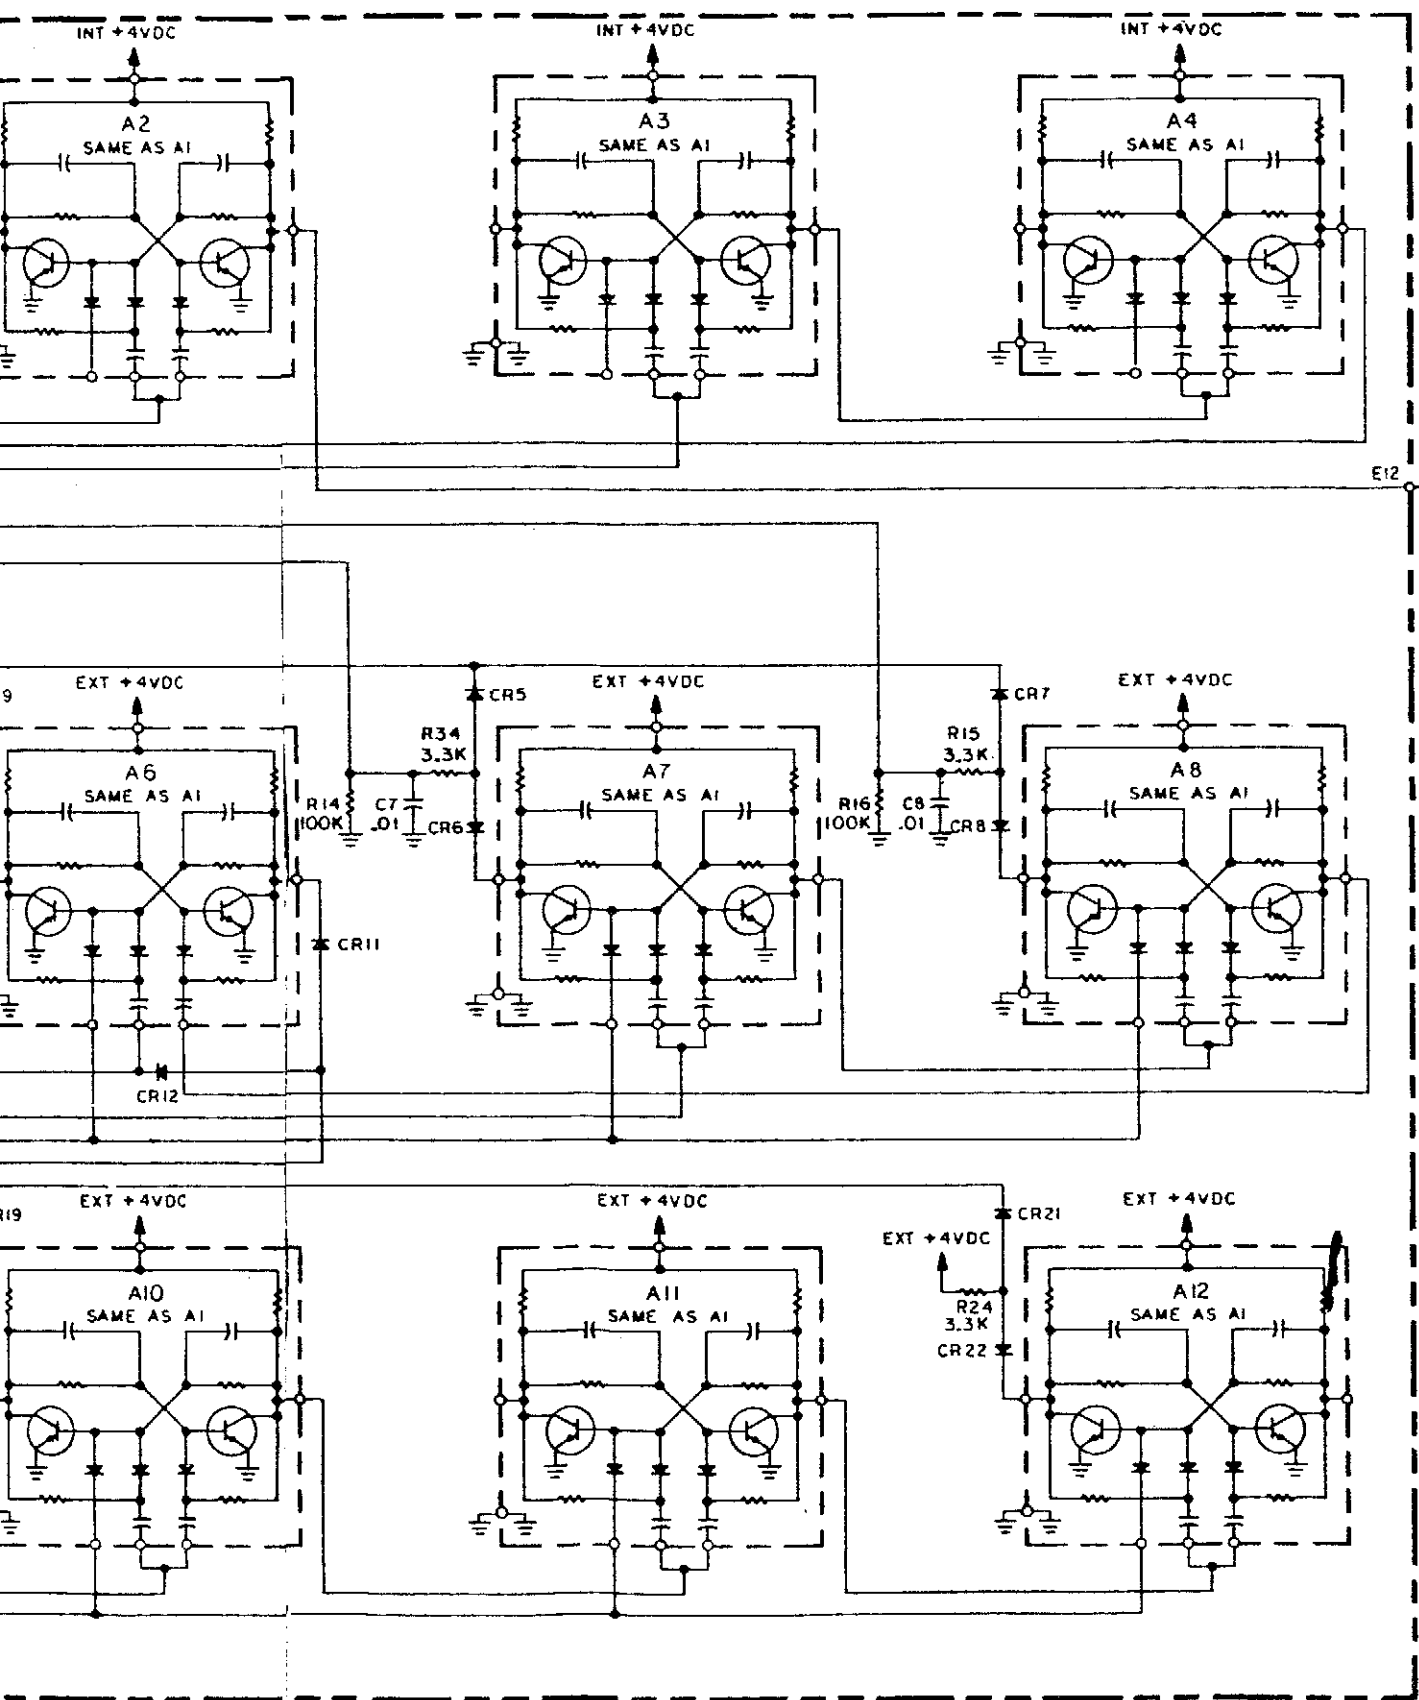 INT +4VDC
INT +4VDC
INT +4VDC
A2
SAME AS A1
A3
SAME AS A1
A4
SAME AS A1
E12
9
EXT +4VDC
EXT +4VDC
EXT +4VDC
CR5
CR7
R34
3.3K
R15
3.3K
A6
SAME AS A1
A7
SAME AS A1
A8
SAME AS A1
R14
100K
C7
.01
CR6
R16
100K
C8
.01
CR8
CR11
CR12
R19
EXT +4VDC
EXT +4VDC
EXT +4VDC
CR21
EXT +4VDC
R24
3.3K
CR22
A10
SAME AS A1
A11
SAME AS A1
A12
SAME AS A1